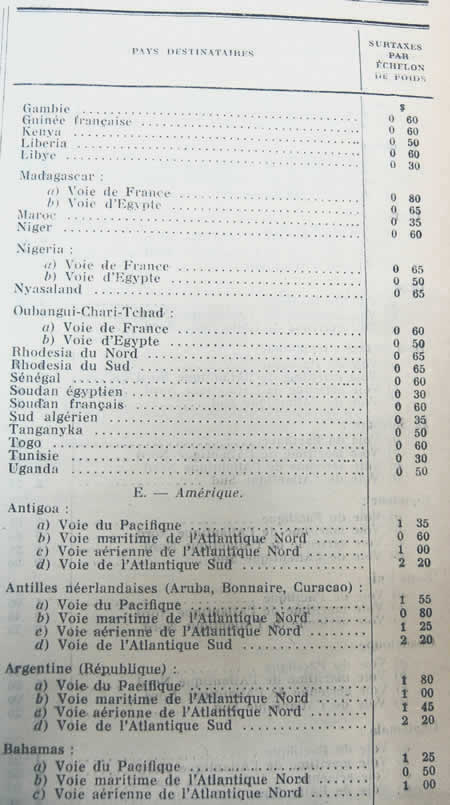 PAYS DESTINATAIRES
SURTAXES
PAR
ÉCHELON
DE POIDS
$
Gambie 0 60
Guinée française 0 60
Kenya 0 50
Liberia 0 60
Libye 0 30
Madagascar :
a) Voie de France 0 80
b) Voie d'Egypte 0 65
Maroc 0 35
Niger 0 60
Nigeria :
a) Voie de France 0 65
b) Voie d'Egypte 0 50
Nyasaland 0 65
Oubangui-Chari-Tchad :
a) Voie de France 0 60
b) Voie d'Egypte 0 50
Rhodesia du Nord 0 65
Rhodesia du Sud 0 65
Sénégal 0 60
Soudan égyptien 0 30
Soudan français 0 60
Sud algérien 0 35
Tanganyka 0 50
Togo 0 60
Tunisie 0 30
Uganda 0 50
E. — Amérique.
Antigoa :
a) Voie du Pacifique 1 35
b) Voie maritime de l'Atlantique Nord 0 60
c) Voie aérienne de l'Atlantique Nord 1 00
d) Voie de l'Atlantique Sud 2 20
Antilles néerlandaises (Aruba, Bonnaire, Curacao) :
a) Voie du Pacifique 1 55
b) Voie maritime de l'Atlantique Nord 0 80
c) Voie aérienne de l'Atlantique Nord 1 25
d) Voie de l'Atlantique Sud 2 20
Argentine (République) :
a) Voie du Pacifique 1 80
b) Voie maritime de l'Atlantique Nord 1 00
c) Voie aérienne de l'Atlantique Nord 1 45
d) Voie de l'Atlantique Sud 2 20
Bahamas :
a) Voie du Pacifique 1 25
b) Voie maritime de l'Atlantique Nord 0 50
c) Voie aérienne de l'Atlantique Nord 1 00